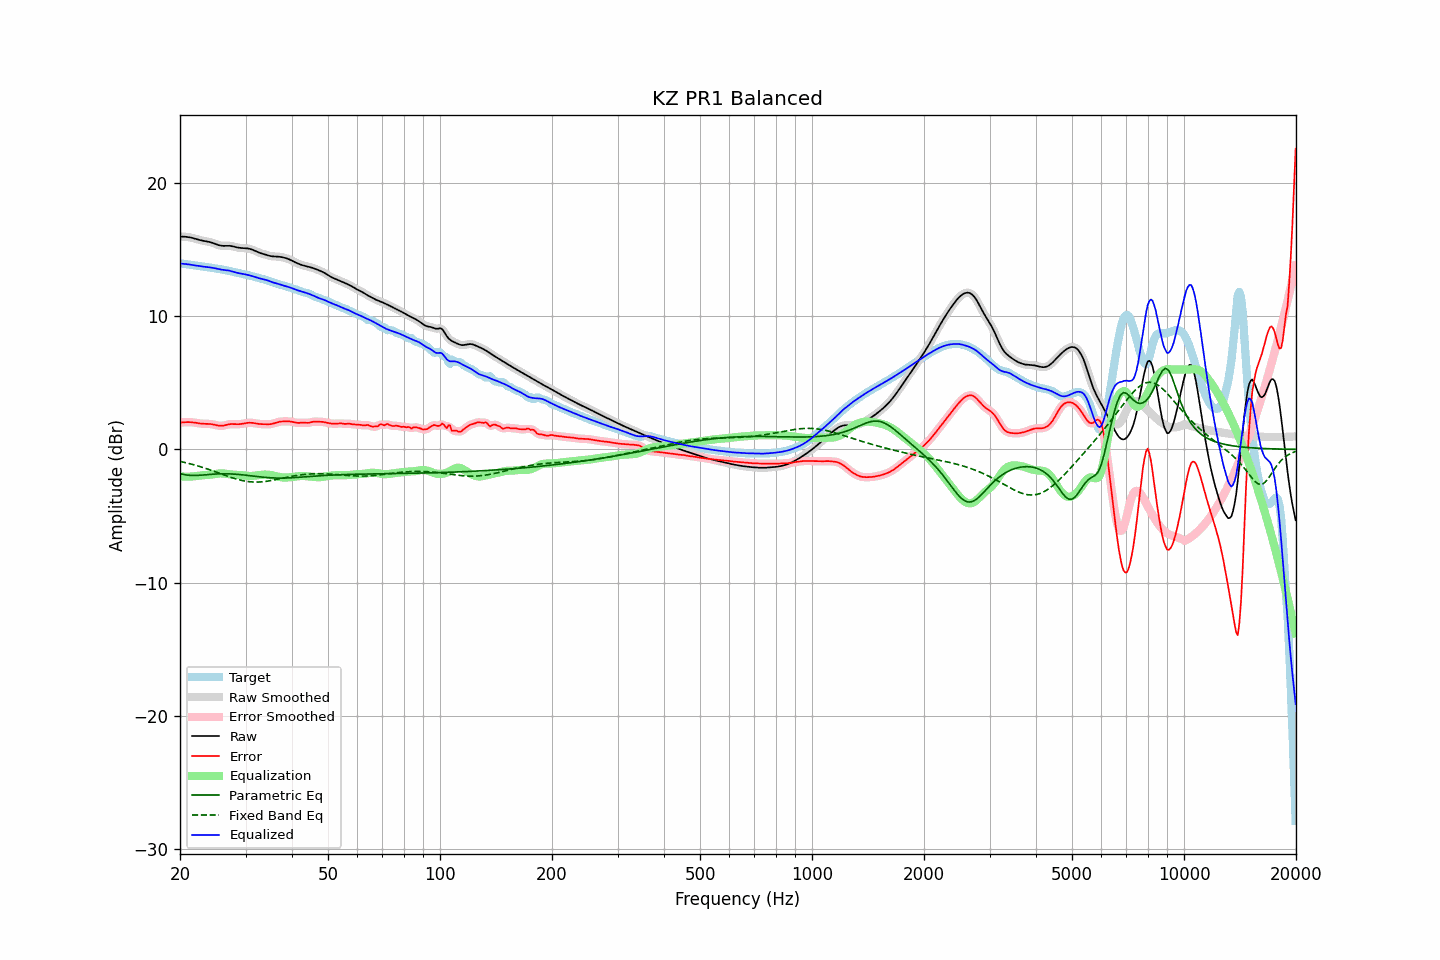 KZ PR1 Balanced
Amplitude (dBr)
20
10
0
−10
−20
−30
Target
Raw Smoothed
Error Smoothed
Raw
Error
Equalization
Parametric Eq
Fixed Band Eq
Equalized
20 50 100 200 500 1000 2000 5000 10000 20000
Frequency (Hz)